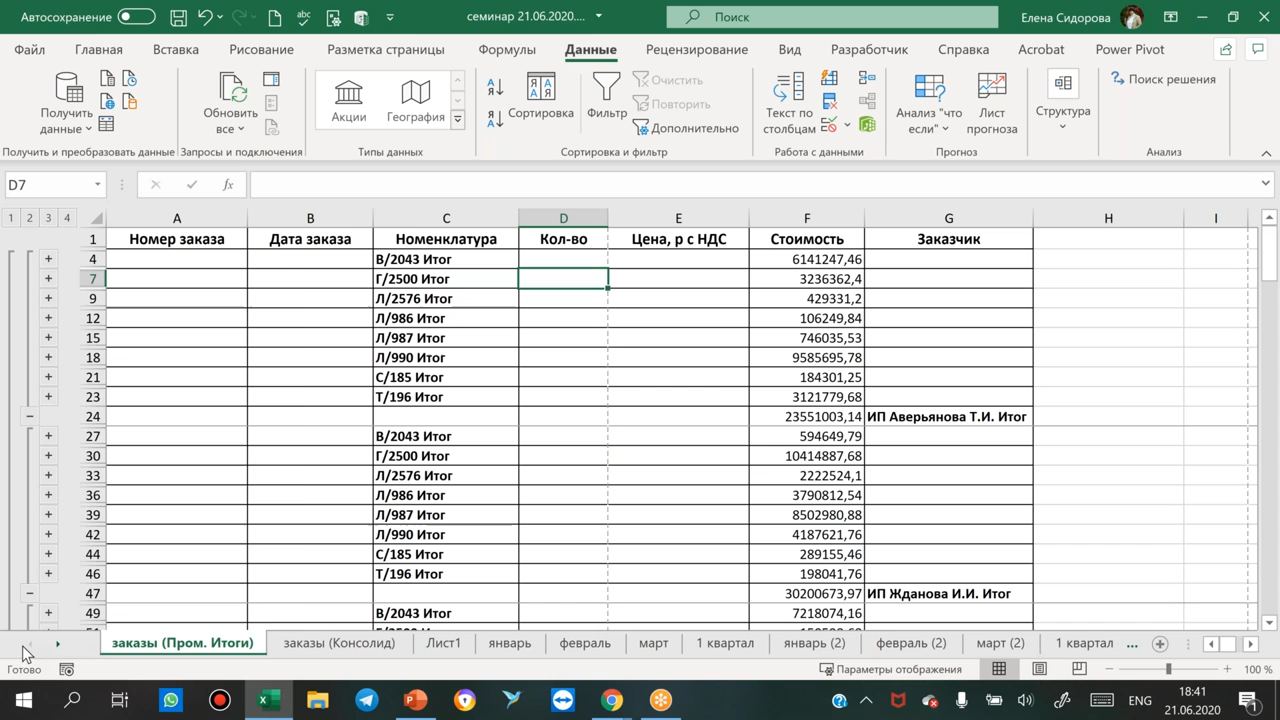 Автосохранение
семинар 21.06.2020....
Поиск
Елена Сидорова
Файл Главная Вставка Рисование Разметка страницы Формулы Данные Рецензирование Вид Разработчик Справка Acrobat Power Pivot
Получить данные
Обновить все
Акции
География
Сортировка
Фильтр
Очистить
Повторить
Дополнительно
Текст по столбцам
Анализ "что если"
Лист прогноза
Структура
Поиск решения
Получить и преобразовать данные Запросы и подключения Типы данных Сортировка и фильтр Работа с данными Прогноз Анализ
D7 fx
1 2 3 4 A B C D E F G H I
1 Номер заказа Дата заказа Номенклатура Кол-во Цена, р с НДС Стоимость Заказчик
4 В/2043 Итог 6141247,46
7 Г/2500 Итог 3236362,4
9 Л/2576 Итог 429331,2
12 Л/986 Итог 106249,84
15 Л/987 Итог 746035,53
18 Л/990 Итог 9585695,78
21 С/185 Итог 184301,25
23 Т/196 Итог 3121779,68
24 23551003,14 ИП Аверьянова Т.И. Итог
27 В/2043 Итог 594649,79
30 Г/2500 Итог 10414887,68
33 Л/2576 Итог 2222524,1
36 Л/986 Итог 3790812,54
39 Л/987 Итог 8502980,88
42 Л/990 Итог 4187621,76
44 С/185 Итог 289155,46
46 Т/196 Итог 198041,76
47 30200673,97 ИП Жданова И.И. Итог
49 В/2043 Итог 7218074,16
заказы (Пром. Итоги) заказы (Консолид) Лист1 январь февраль март 1 квартал январь (2) февраль (2) март (2) 1 квартал ...
Готово
Параметры отображения
100 %
ENG
18:41
21.06.2020
1